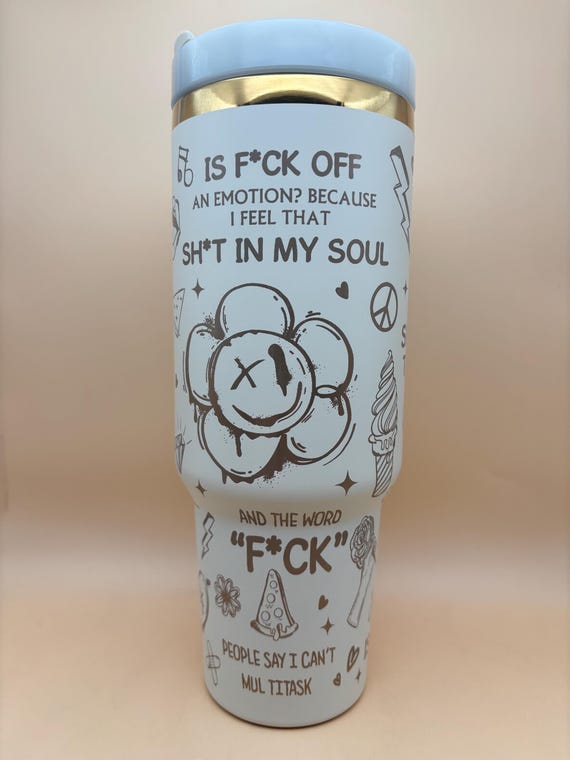 IS F*CK OFF
AN EMOTION? BECAUSE
I FEEL THAT
SH*T IN MY SOUL
AND THE WORD
"F*CK"
PEOPLE SAY I CAN'T
MUL TITASK